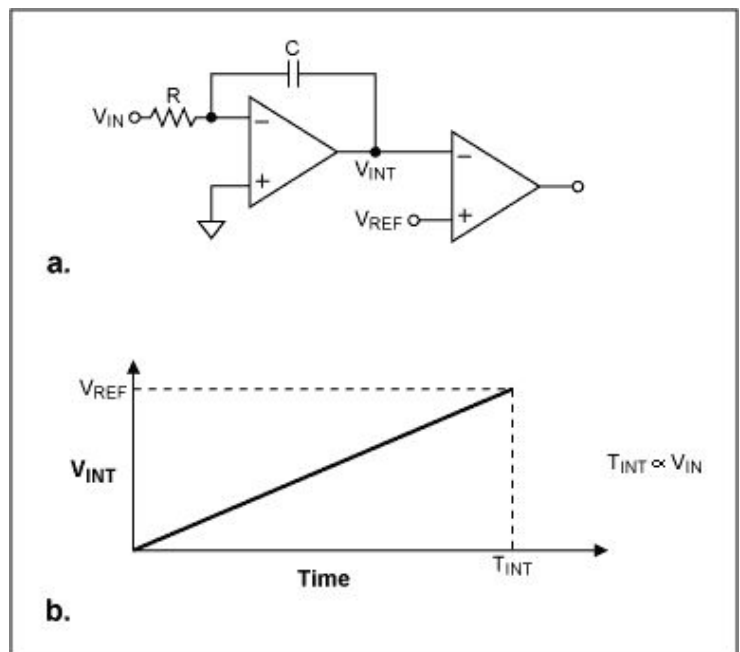 C
R
VIN
−
+
VINT
−
VREF
+
a.
VREF
VINT
TINT ∝ VIN
TINT
Time
b.